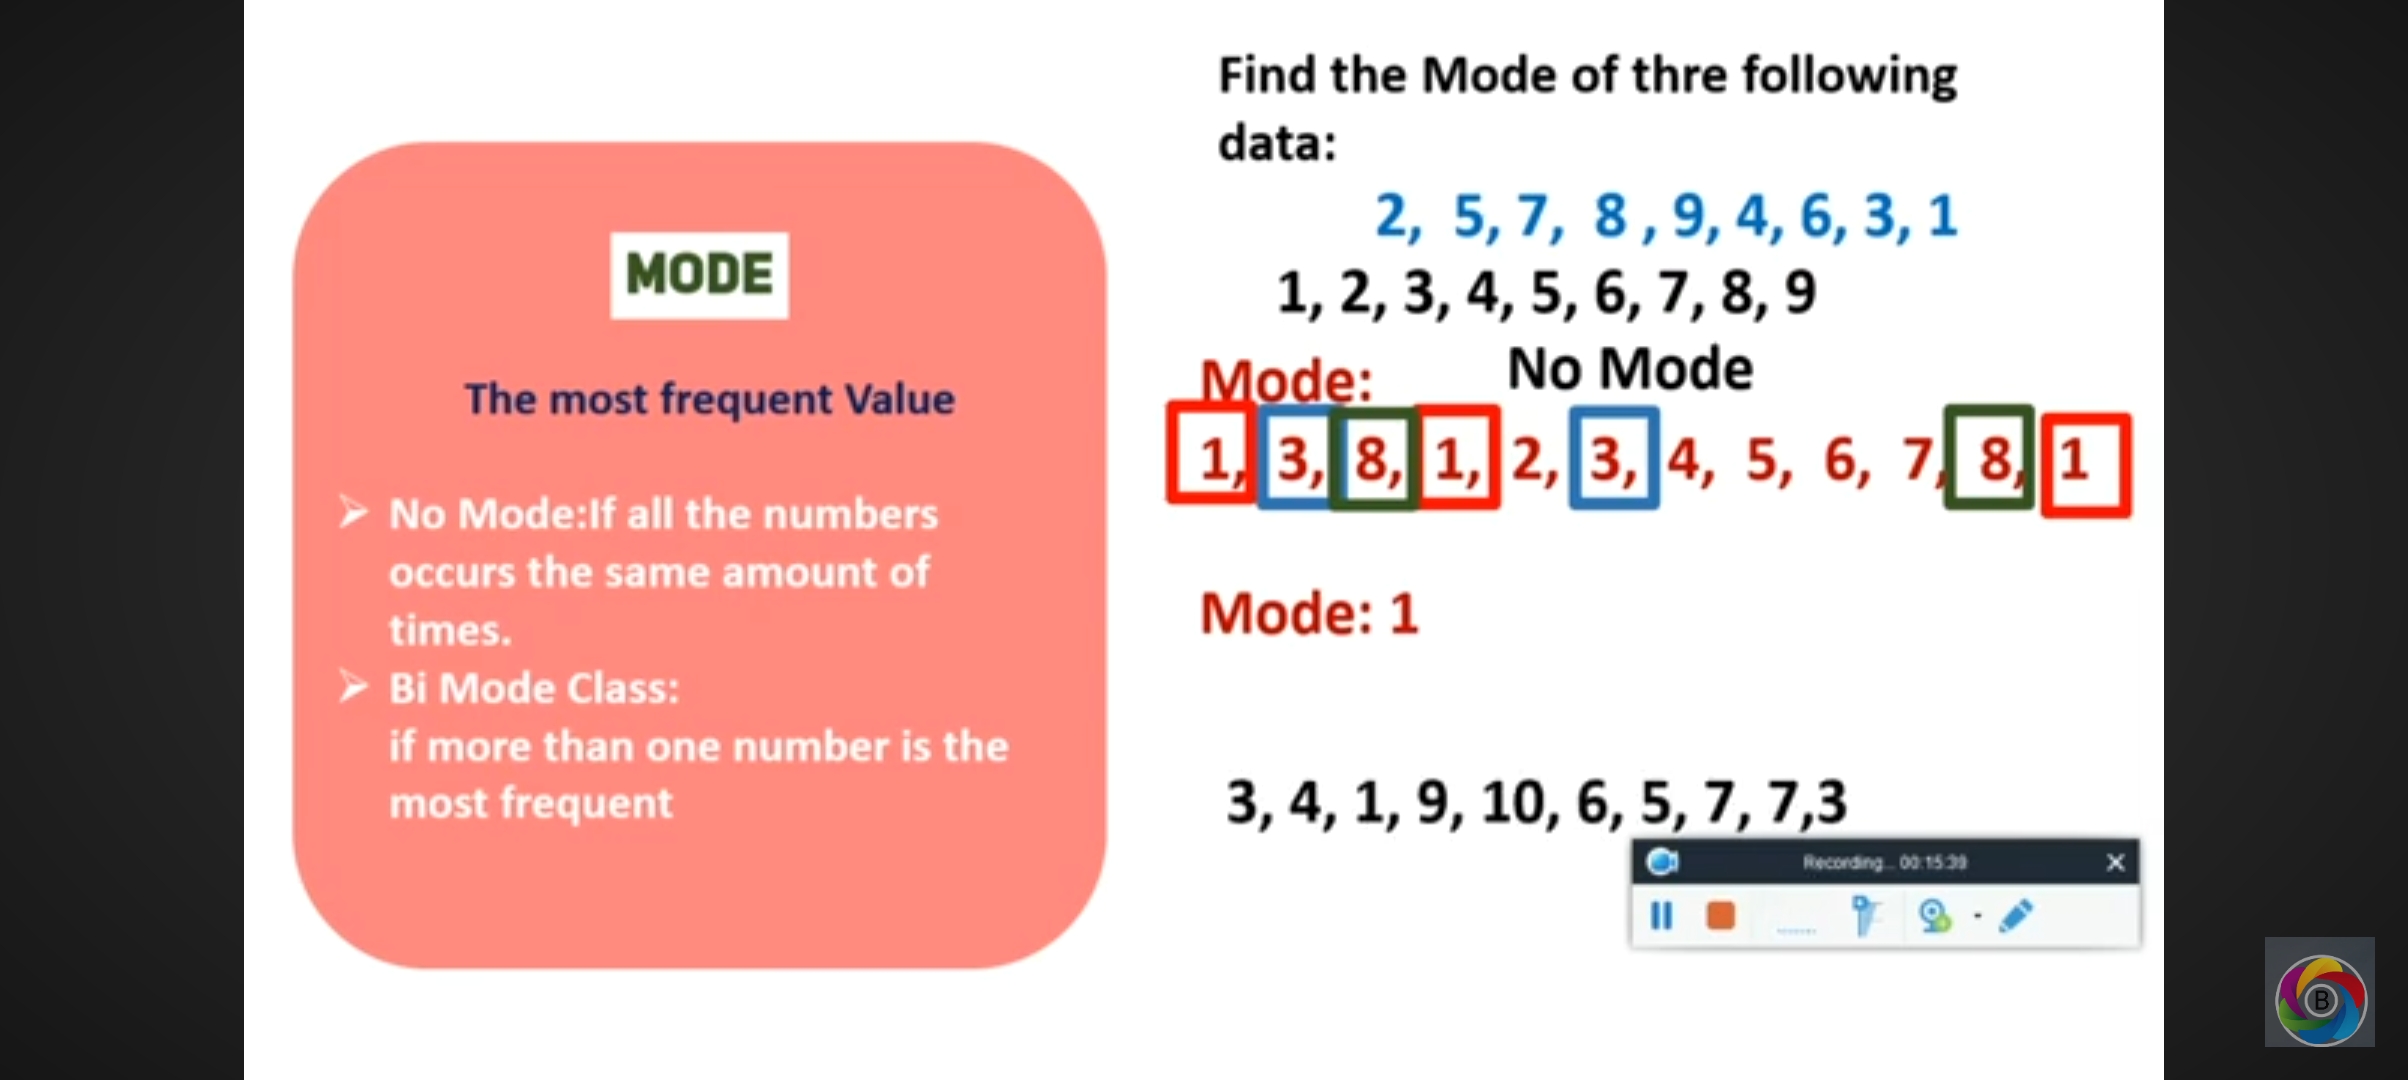 MODE
The most frequent Value
No Mode:If all the numbers
occurs the same amount of
times.
Bi Mode Class:
if more than one number is the
most frequent
Find the Mode of thre following
data:
2, 5, 7, 8 , 9, 4, 6, 3, 1
1, 2, 3, 4, 5, 6, 7, 8, 9
Mode: No Mode
1, 3, 8, 1, 2, 3, 4, 5, 6, 7, 8, 1
Mode: 1
3, 4, 1, 9, 10, 6, 5, 7, 7,3
Recording... 00:15:39
B